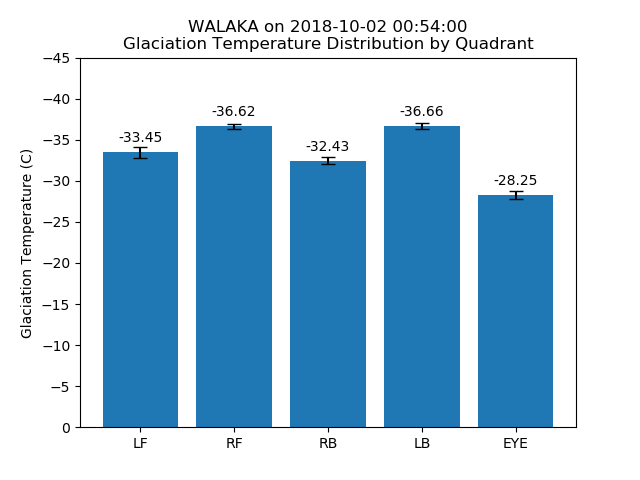 WALAKA on 2018-10-02 00:54:00
Glaciation Temperature Distribution by Quadrant
Glaciation Temperature (C)
−45
−40
−35
−30
−25
−20
−15
−10
−5
0
-33.45
-36.62
-32.43
-36.66
-28.25
LF
RF
RB
LB
EYE